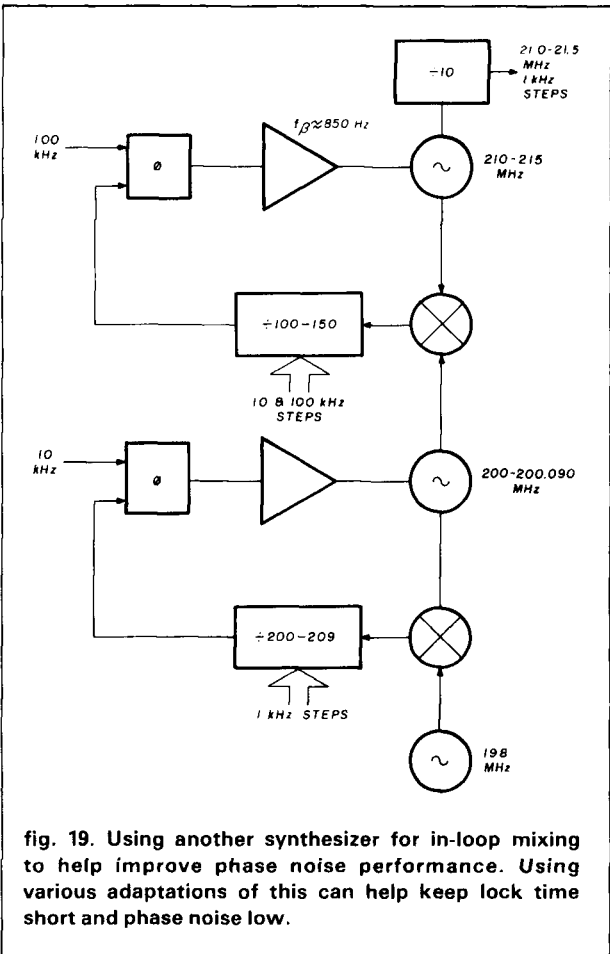 ÷10
21.0-21.5
MHz
1 kHz
STEPS
100
kHz
ø
fβ≈850 Hz
∼
210-215
MHz
÷100-150
10 & 100 kHz
STEPS
10
kHz
ø
∼
200-200.090
MHz
÷200-209
1 kHz STEPS
∼
198
MHz
fig. 19. Using another synthesizer for in-loop mixing
to help improve phase noise performance. Using
various adaptations of this can help keep lock time
short and phase noise low.